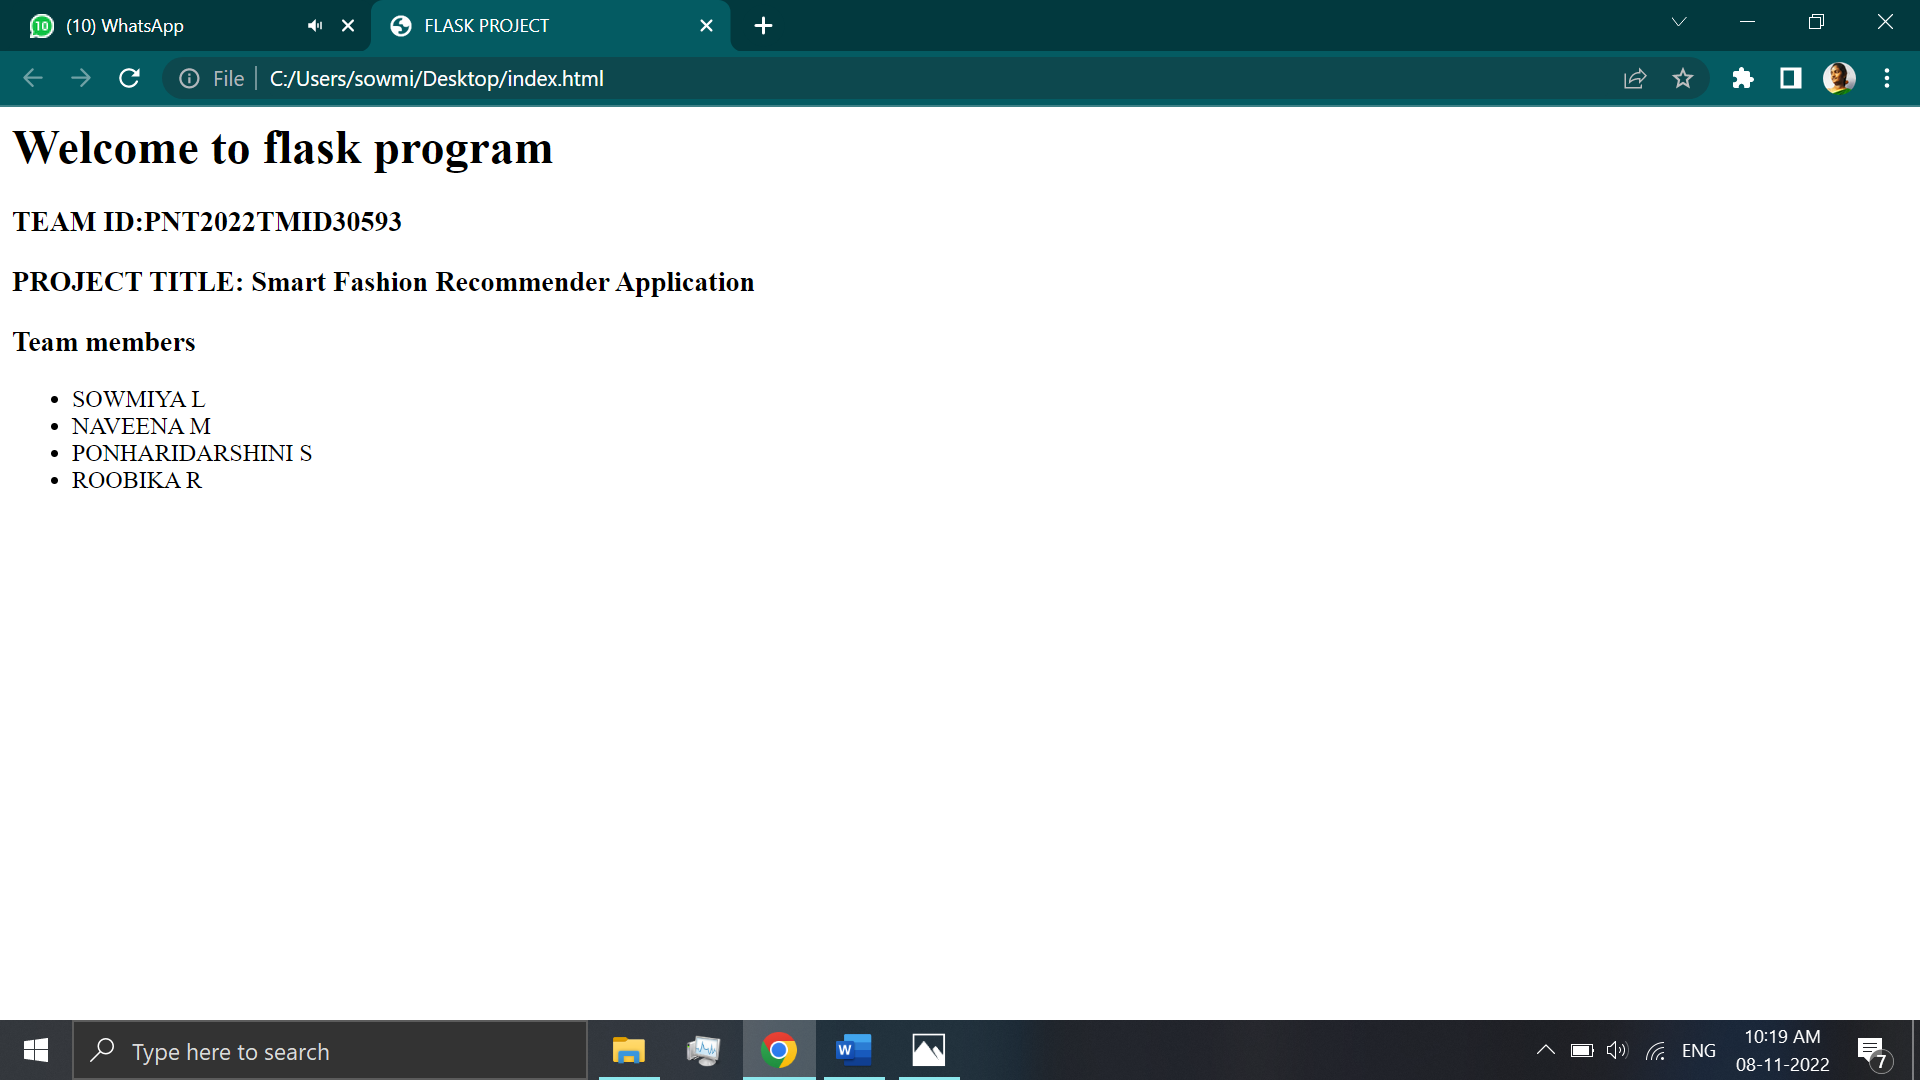 (10) WhatsApp
FLASK PROJECT
File
C:/Users/sowmi/Desktop/index.html
Welcome to flask program
TEAM ID:PNT2022TMID30593
PROJECT TITLE: Smart Fashion Recommender Application
Team members
• SOWMIYA L
• NAVEENA M
• PONHARIDARSHINI S
• ROOBIKA R
Type here to search
W
ENG
10:19 AM
08-11-2022
7